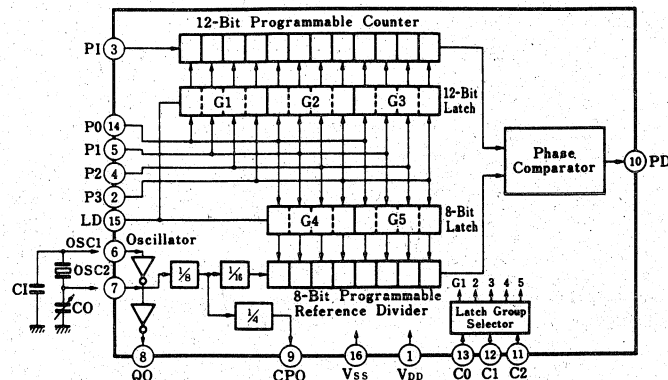 12-Bit Programmable Counter
PI 3
G1 G2 G3 12-Bit Latch
P0 14
P1 5
P2 4
P3 2
LD 15
Phase Comparator
10 PD
G4 G5 8-Bit Latch
OSC1 6 Oscillator
OSC2
7
CI
CO
1/8
1/16
1/4
8-Bit Programmable Reference Divider
G1 2 3 4 5
Latch Group Selector
8 9 16 1 13 12 11
QO CPO VSS VDD C0 C1 C2